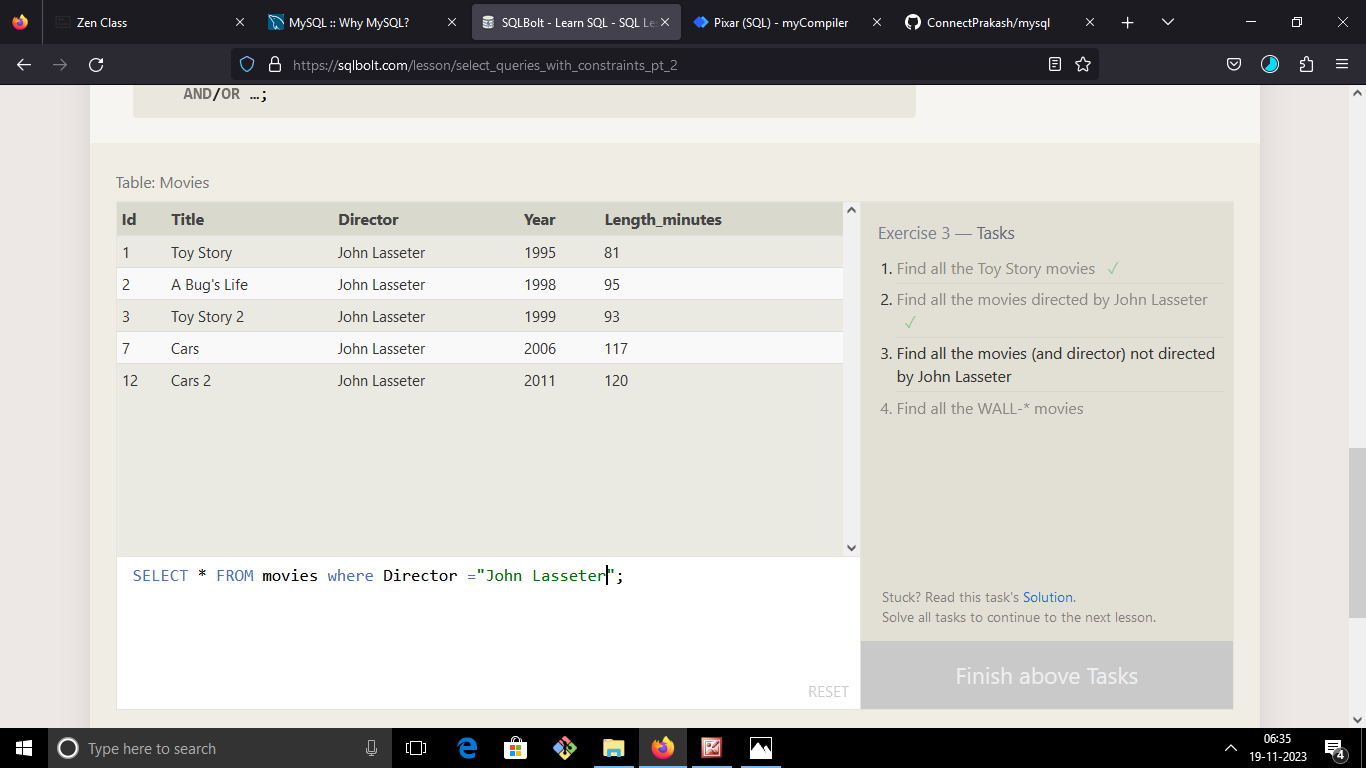 Zen Class
MySQL :: Why MySQL?
SQLBolt - Learn SQL - SQL Le
Pixar (SQL) - myCompiler
ConnectPrakash/mysql
https://sqlbolt.com/lesson/select_queries_with_constraints_pt_2
AND/OR …;
Table: Movies
Id Title Director Year Length_minutes
1 Toy Story John Lasseter 1995 81
2 A Bug's Life John Lasseter 1998 95
3 Toy Story 2 John Lasseter 1999 93
7 Cars John Lasseter 2006 117
12 Cars 2 John Lasseter 2011 120
SELECT * FROM movies where Director ="John Lasseter";
RESET
Exercise 3 — Tasks
1. Find all the Toy Story movies ✓
2. Find all the movies directed by John Lasseter
✓
3. Find all the movies (and director) not directed
by John Lasseter
4. Find all the WALL-* movies
Stuck? Read this task's Solution.
Solve all tasks to continue to the next lesson.
Finish above Tasks
Type here to search
06:35
19-11-2023
4